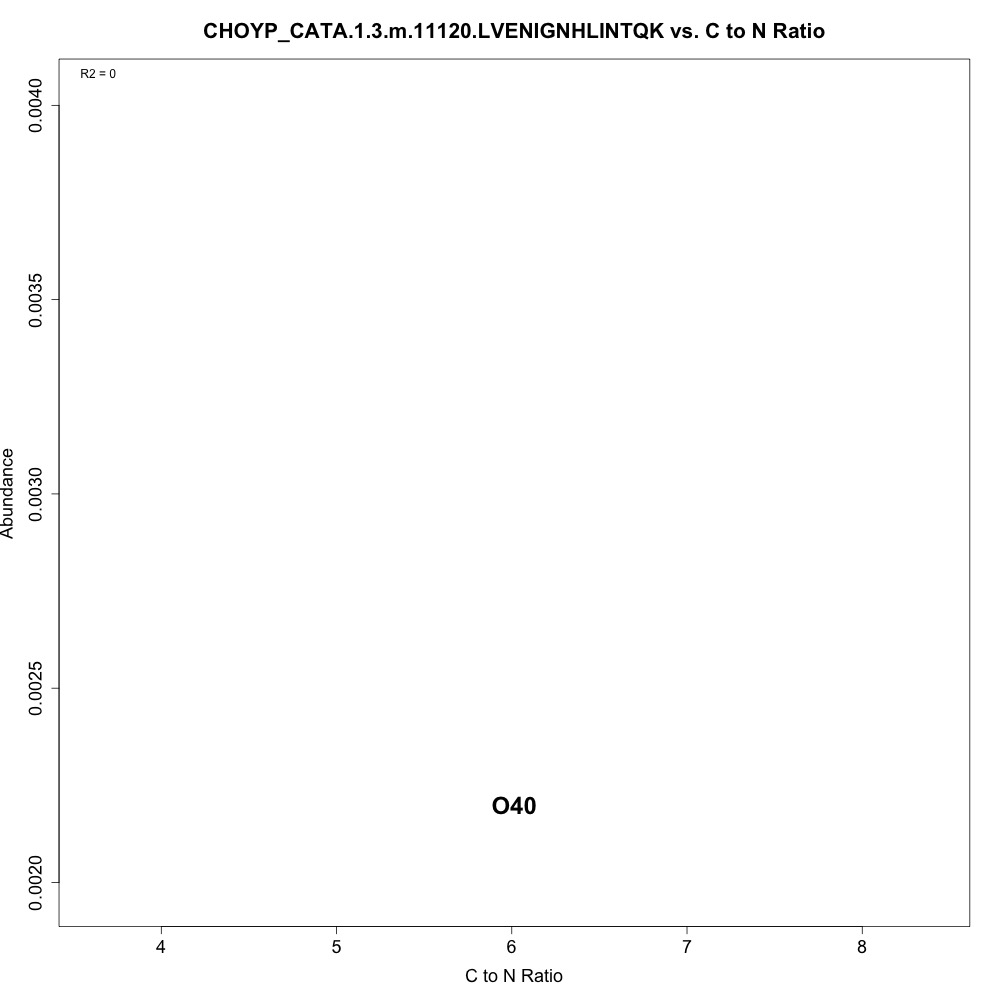 CHOYP_CATA.1.3.m.11120.LVENIGNHLINTQK vs. C to N Ratio
R2 = 0
0.0040
0.0035
0.0030
0.0025
0.0020
Abundance
O40
4 5 6 7 8
C to N Ratio